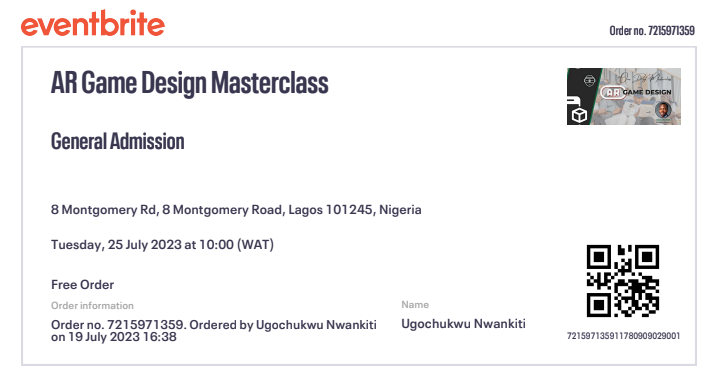 eventbrite
Order no. 7215971359
AR Game Design Masterclass
AR GAME DESIGN
General Admission
8 Montgomery Rd, 8 Montgomery Road, Lagos 101245, Nigeria
Tuesday, 25 July 2023 at 10:00 (WAT)
Free Order
Order information
Name
Order no. 7215971359. Ordered by Ugochukwu Nwankiti
on 19 July 2023 16:38
Ugochukwu Nwankiti
721597135911780909029001